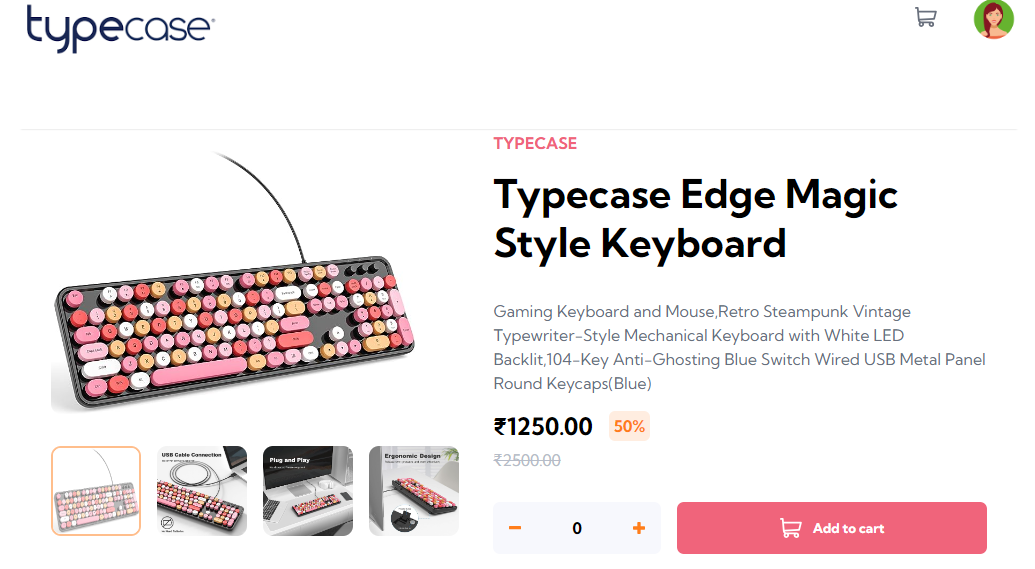 typecase
TYPECASE
Typecase Edge Magic
Style Keyboard
Gaming Keyboard and Mouse,Retro Steampunk Vintage
Typewriter-Style Mechanical Keyboard with White LED
Backlit,104-Key Anti-Ghosting Blue Switch Wired USB Metal Panel
Round Keycaps(Blue)
₹1250.00 50%
₹2500.00
USB Cable Connection
Plug and Play
Ergonomic Design
0
Add to cart